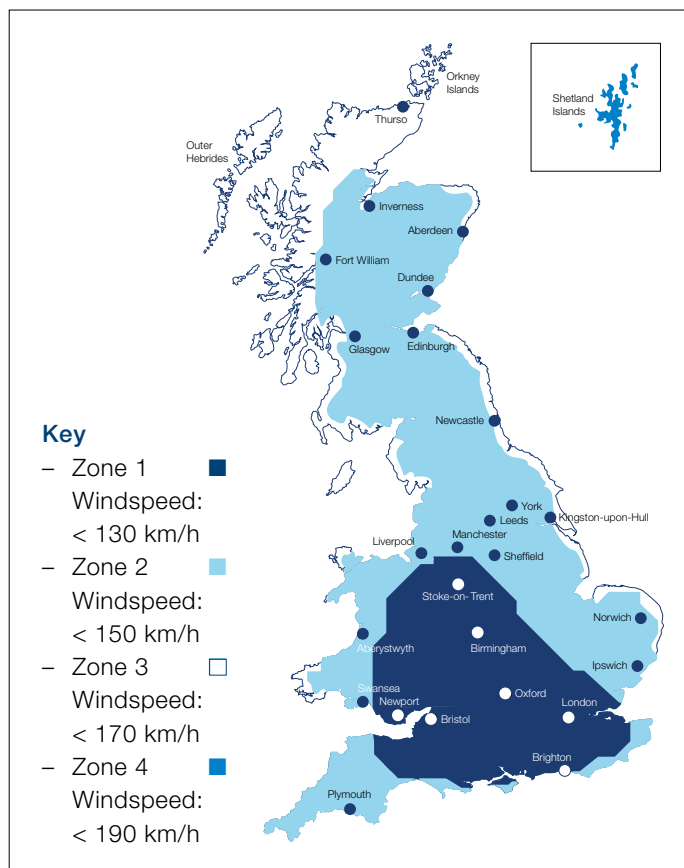 Orkney
Islands
Thurso
Shetland
Islands
Outer
Hebrides
Inverness
Aberdeen
Fort William
Dundee
Glasgow
Edinburgh
Newcastle
Key
– Zone 1
Windspeed:
< 130 km/h
– Zone 2
Windspeed:
< 150 km/h
– Zone 3
Windspeed:
< 170 km/h
– Zone 4
Windspeed:
< 190 km/h
York
Leeds
Kingston-upon-Hull
Liverpool
Manchester
Sheffield
Stoke-on-Trent
Norwich
Aberystwyth
Birmingham
Ipswich
Swansea
Newport
Oxford
London
Bristol
Brighton
Plymouth